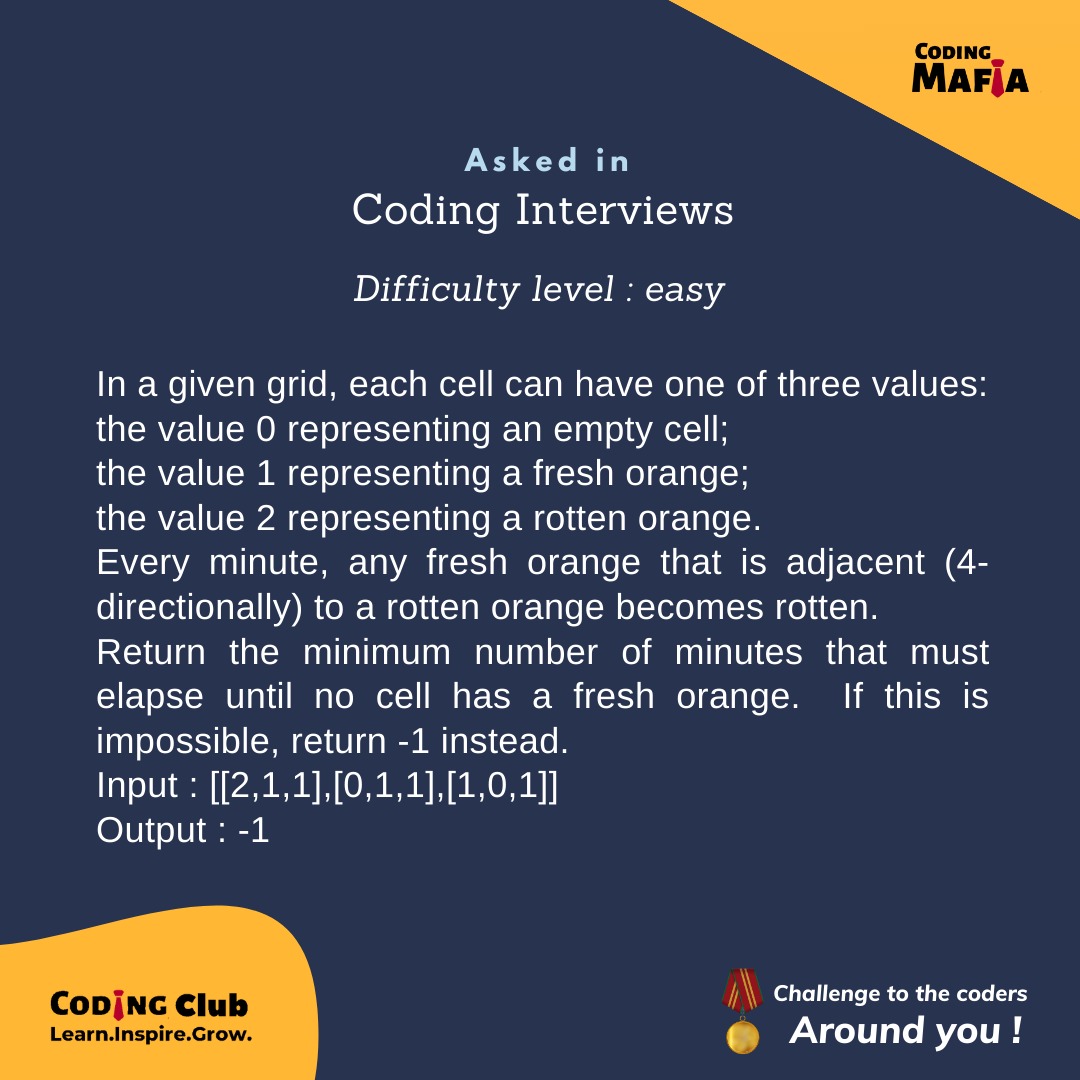 CODING
MAFIA
Asked in
Coding Interviews
Difficulty level : easy
In a given grid, each cell can have one of three values:
the value 0 representing an empty cell;
the value 1 representing a fresh orange;
the value 2 representing a rotten orange.
Every minute, any fresh orange that is adjacent (4-
directionally) to a rotten orange becomes rotten.
Return the minimum number of minutes that must
elapse until no cell has a fresh orange.  If this is
impossible, return -1 instead.
Input : [[2,1,1],[0,1,1],[1,0,1]]
Output : -1
CODING Club
Learn.Inspire.Grow.
Challenge to the coders
Around you !